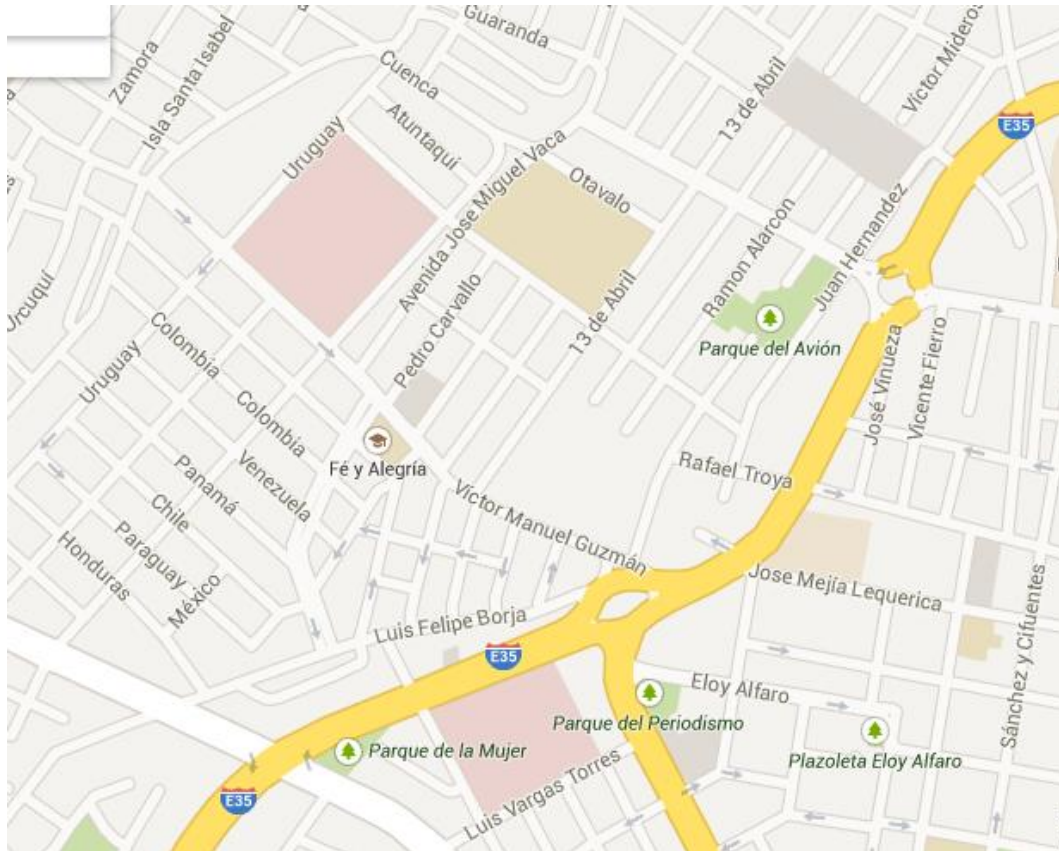 Guaranda
Victor Mideros
Zamora
Isla Santa Isabel
Cuenca
13 de Abril
E35
Atuntaqui
Uruguay
Avenida Jose Miguel Vaca
Otavalo
Juan Hernandez
Ramon Alarcon
Urcuquí
Pedro Carvallo
13 de Abril
Parque del Avión
Colombia
Uruguay
José Vinueza
Vicente Fierro
Colombia
Fé y Alegría
Rafael Troya
Venezuela
Panamá
Chile
Víctor Manuel Guzmán
Paraguay
Honduras
México
Jose Mejía Lequerica
Luis Felipe Borja
E35
Sánchez y Cifuentes
Eloy Alfaro
Parque del Periodismo
Parque de la Mujer
Plazoleta Eloy Alfaro
Luis Vargas Torres
E35